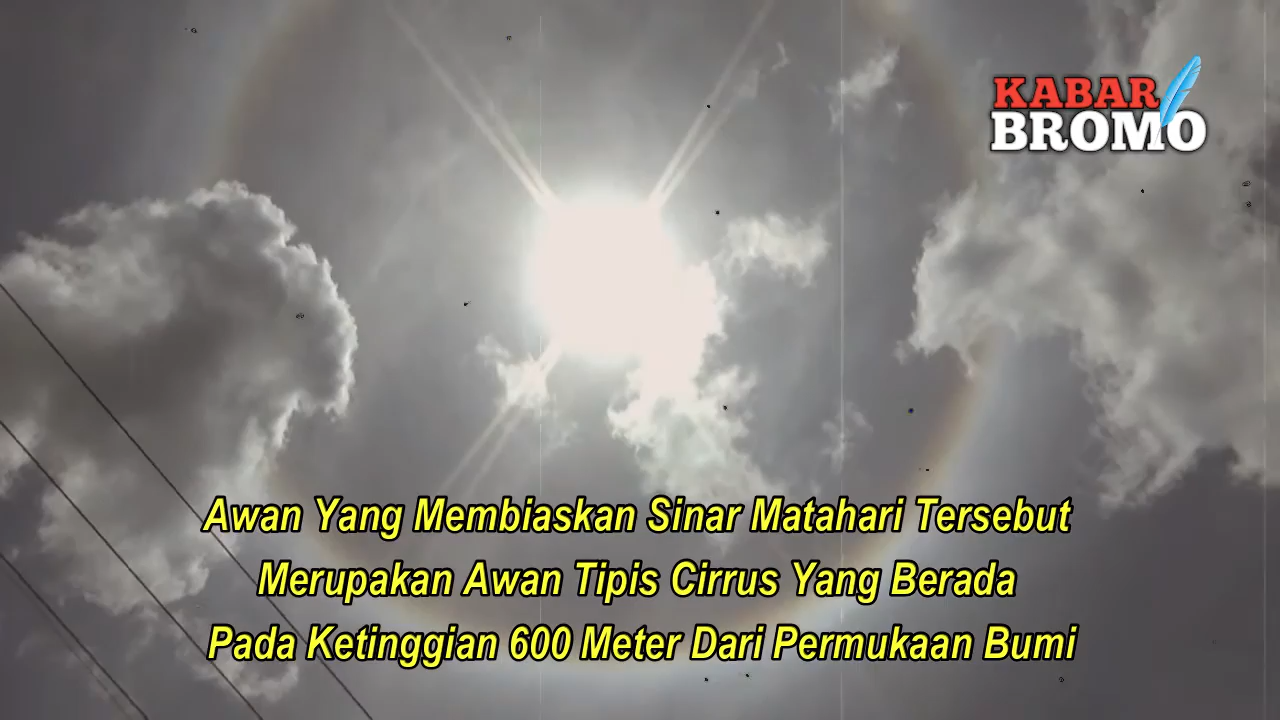 KABAR
BROMO
Awan Yang Membiaskan Sinar Matahari Tersebut
Merupakan Awan Tipis Cirrus Yang Berada
Pada Ketinggian 600 Meter Dari Permukaan Bumi